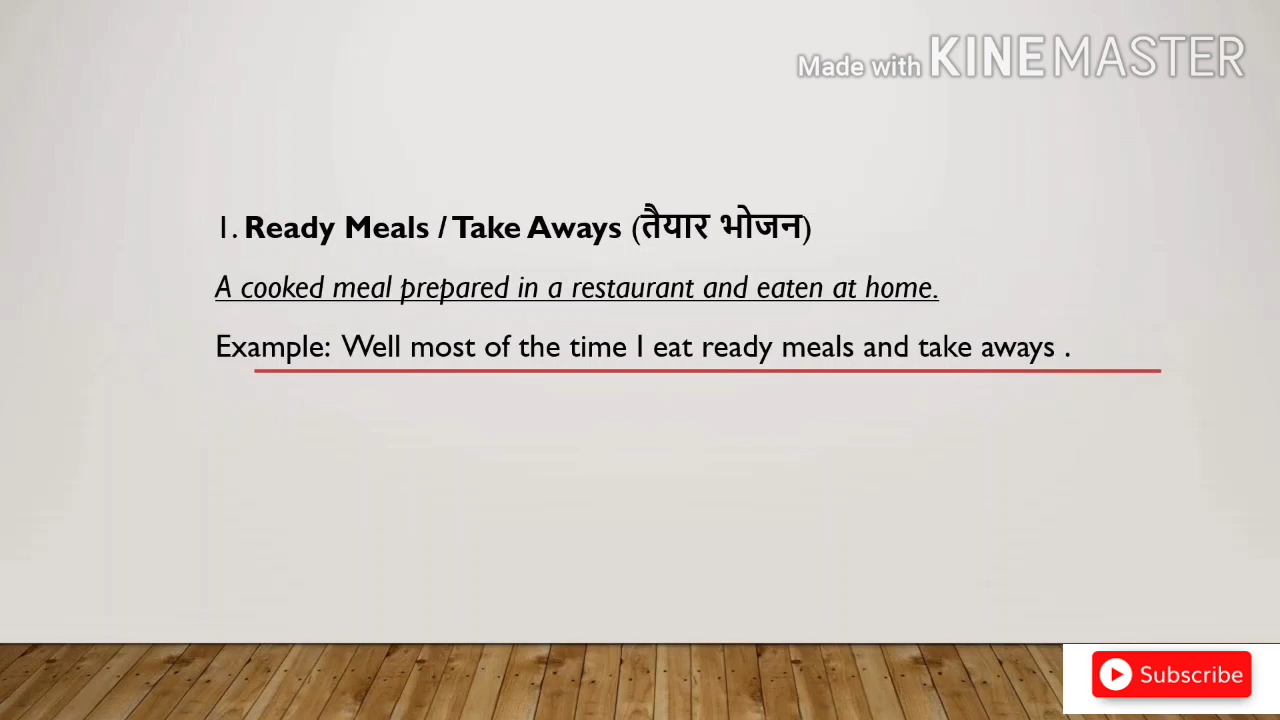 Made with KINEMASTER
1. Ready Meals / Take Aways (तैयार भोजन)
A cooked meal prepared in a restaurant and eaten at home.
Example: Well most of the time I eat ready meals and take aways .
Subscribe